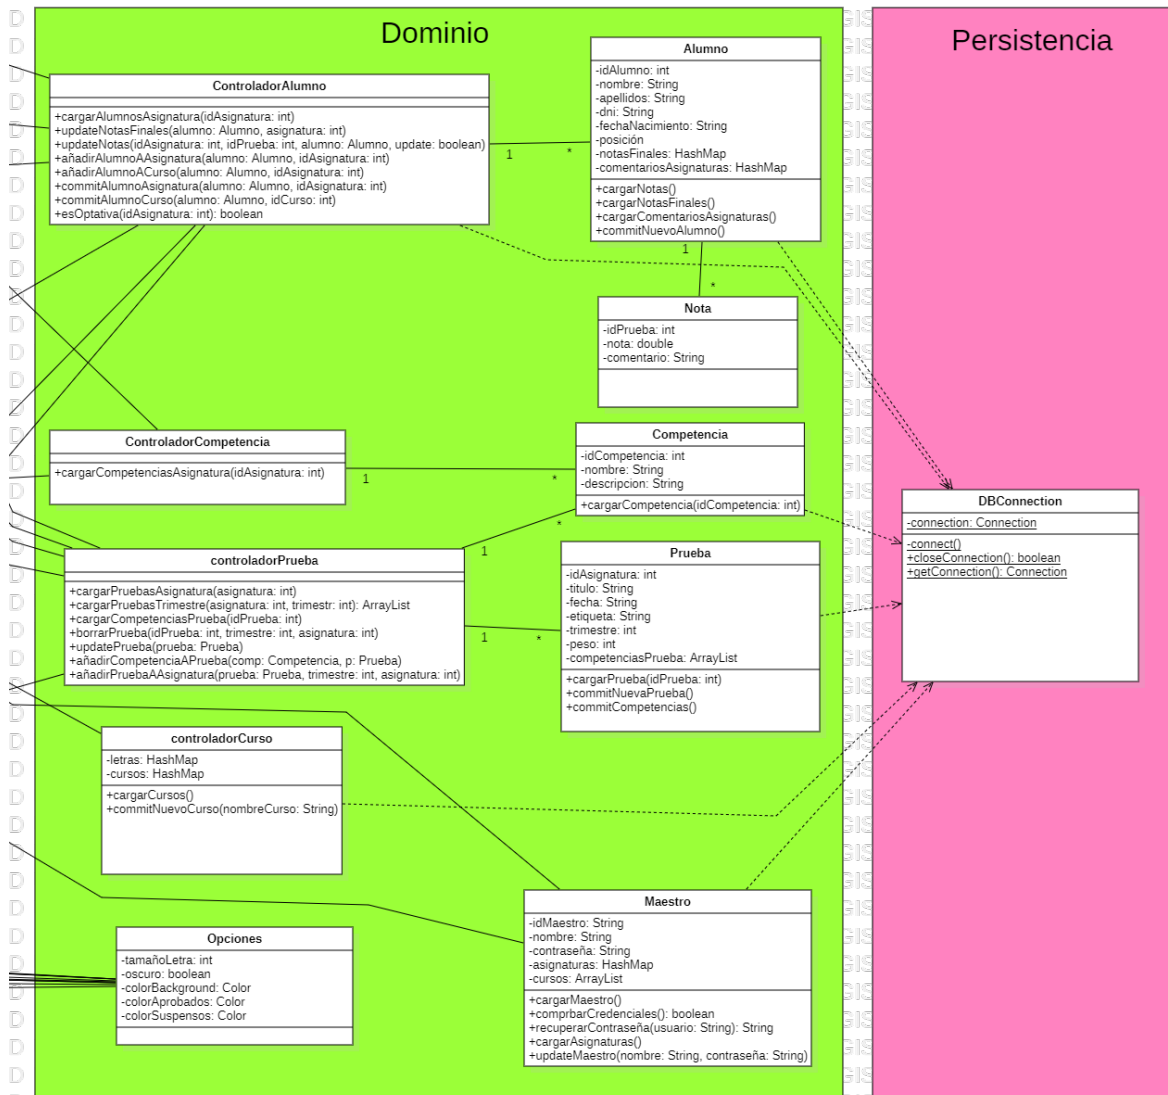 Dominio
Persistencia
ControladorAlumno
+cargarAlumnosAsignatura(idAsignatura: int)
+updateNotasFinales(alumno: Alumno, asignatura: int)
+updateNotas(idAsignatura: int, idPrueba: int, alumno: Alumno, update: boolean)
+añadirAlumnoAAsignatura(alumno: Alumno, idAsignatura: int)
+añadirAlumnoACurso(alumno: Alumno, idAsignatura: int)
+commitAlumnoAsignatura(alumno: Alumno, idAsignatura: int)
+commitAlumnoCurso(alumno: Alumno, idCurso: int)
+esOptativa(idAsignatura: int): boolean
1
*
Alumno
-idAlumno: int
-nombre: String
-apellidos: String
-dni: String
-fechaNacimiento: String
-posición
-notasFinales: HashMap
-comentariosAsignaturas: HashMap
+cargarNotas()
+cargarNotasFinales()
+cargarComentariosAsignaturas()
+commitNuevoAlumno()
1
*
Nota
-idPrueba: int
-nota: double
-comentario: String
ControladorCompetencia
+cargarCompetenciasAsignatura(idAsignatura: int)
1
*
Competencia
-idCompetencia: int
-nombre: String
-descripcion: String
+cargarCompetencia(idCompetencia: int)
*
1
DBConnection
-connection: Connection
-connect()
+closeConnection(): boolean
+getConnection(): Connection
controladorPrueba
+cargarPruebasAsignatura(asignatura: int)
+cargarPruebasTrimestre(asignatura: int, trimestr: int): ArrayList
+cargarCompetenciasPrueba(idPrueba: int)
+borrarPrueba(idPrueba: int, trimestre: int, asignatura: int)
+updatePrueba(prueba: Prueba)
+añadirCompetenciaAPrueba(comp: Competencia, p: Prueba)
+añadirPruebaAAsignatura(prueba: Prueba, trimestre: int, asignatura: int)
1
*
Prueba
-idAsignatura: int
-titulo: String
-fecha: String
-etiqueta: String
-trimestre: int
-peso: int
-competenciasPrueba: ArrayList
+cargarPrueba(idPrueba: int)
+commitNuevaPrueba()
+commitCompetencias()
controladorCurso
-letras: HashMap
-cursos: HashMap
+cargarCursos()
+commitNuevoCurso(nombreCurso: String)
Maestro
-idMaestro: String
-nombre: String
-contraseña: String
-asignaturas: HashMap
-cursos: ArrayList
+cargarMaestro()
+comprbarCredenciales(): boolean
+recuperarContraseña(usuario: String): String
+cargarAsignaturas()
+updateMaestro(nombre: String, contraseña: String)
Opciones
-tamañoLetra: int
-oscuro: boolean
-colorBackground: Color
-colorAprobados: Color
-colorSuspensos: Color